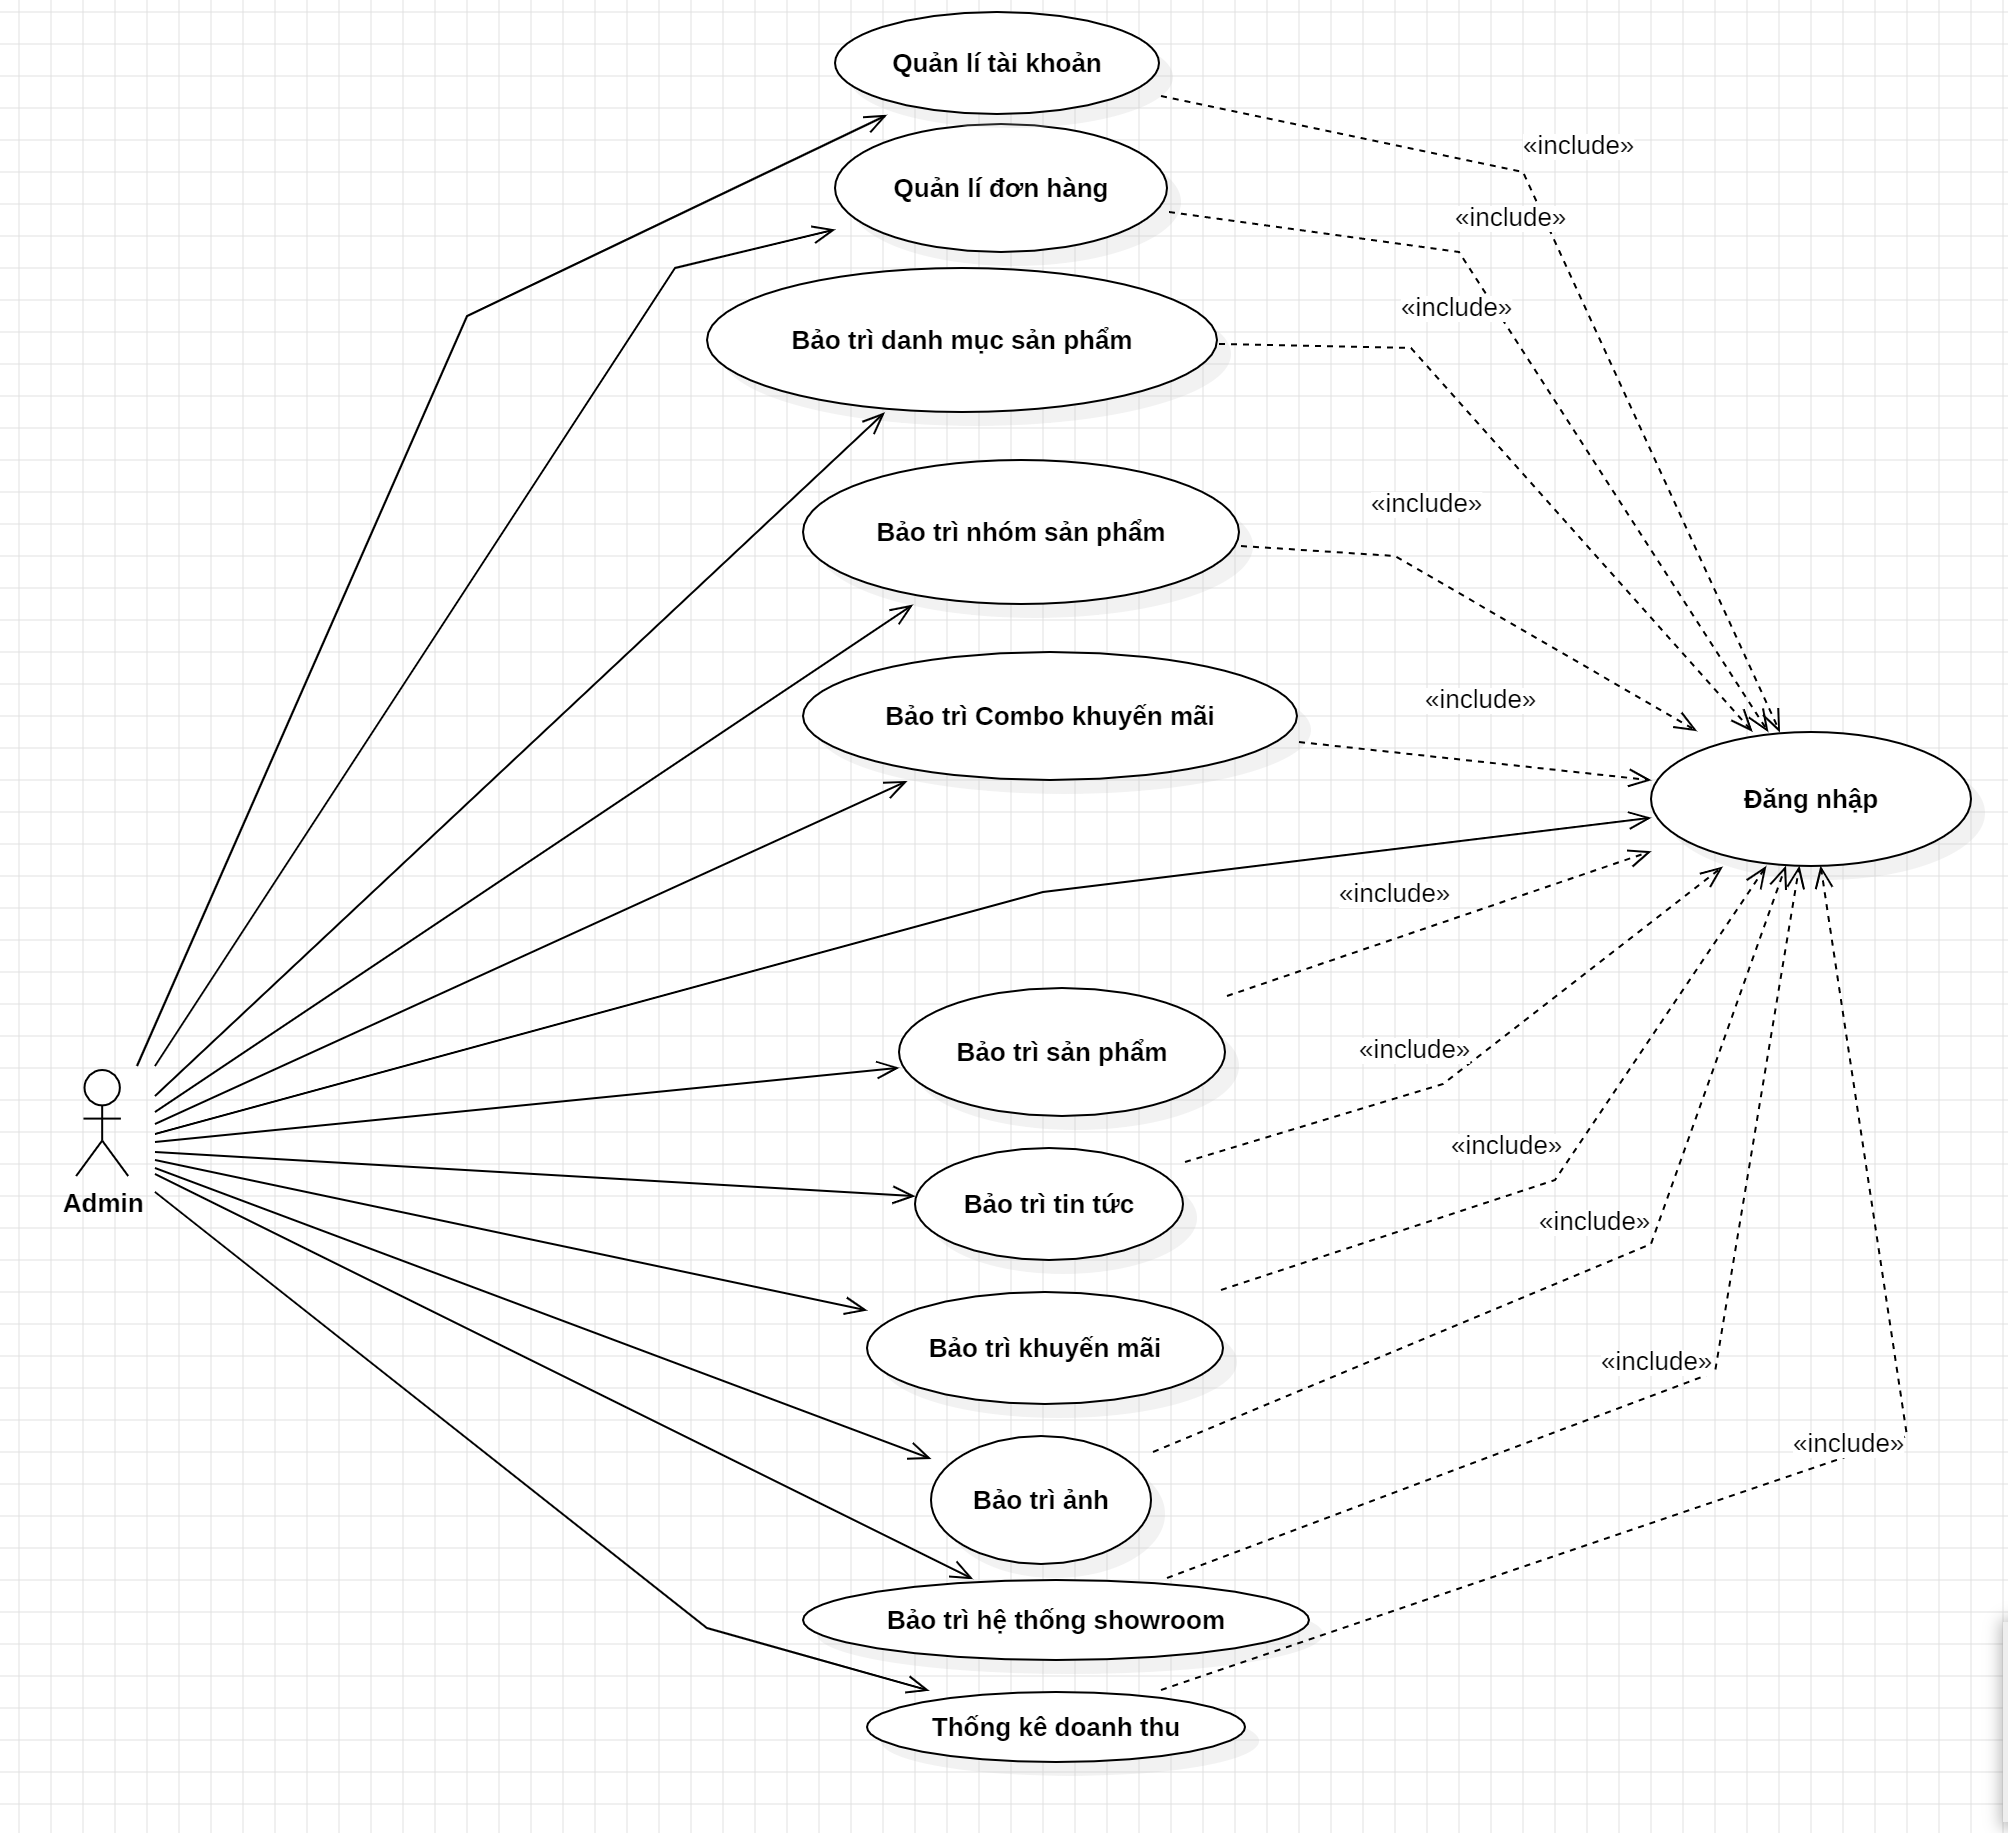 Quản lí tài khoản
«include»
Quản lí đơn hàng
«include»
«include»
Bảo trì danh mục sản phẩm
«include»
Bảo trì nhóm sản phẩm
«include»
Bảo trì Combo khuyến mãi
Đăng nhập
«include»
Bảo trì sản phẩm
«include»
«include»
Admin
Bảo trì tin tức
«include»
Bảo trì khuyến mãi
«include»
«include»
Bảo trì ảnh
Bảo trì hệ thống showroom
Thống kê doanh thu